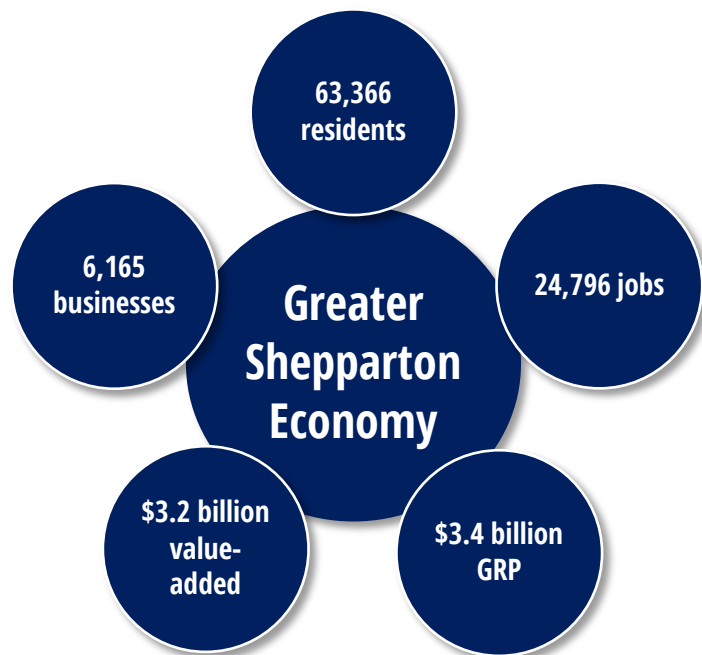 63,366
residents
6,165
businesses
24,796 jobs
Greater
Shepparton
Economy
$3.2 billion
value-
added
$3.4 billion
GRP